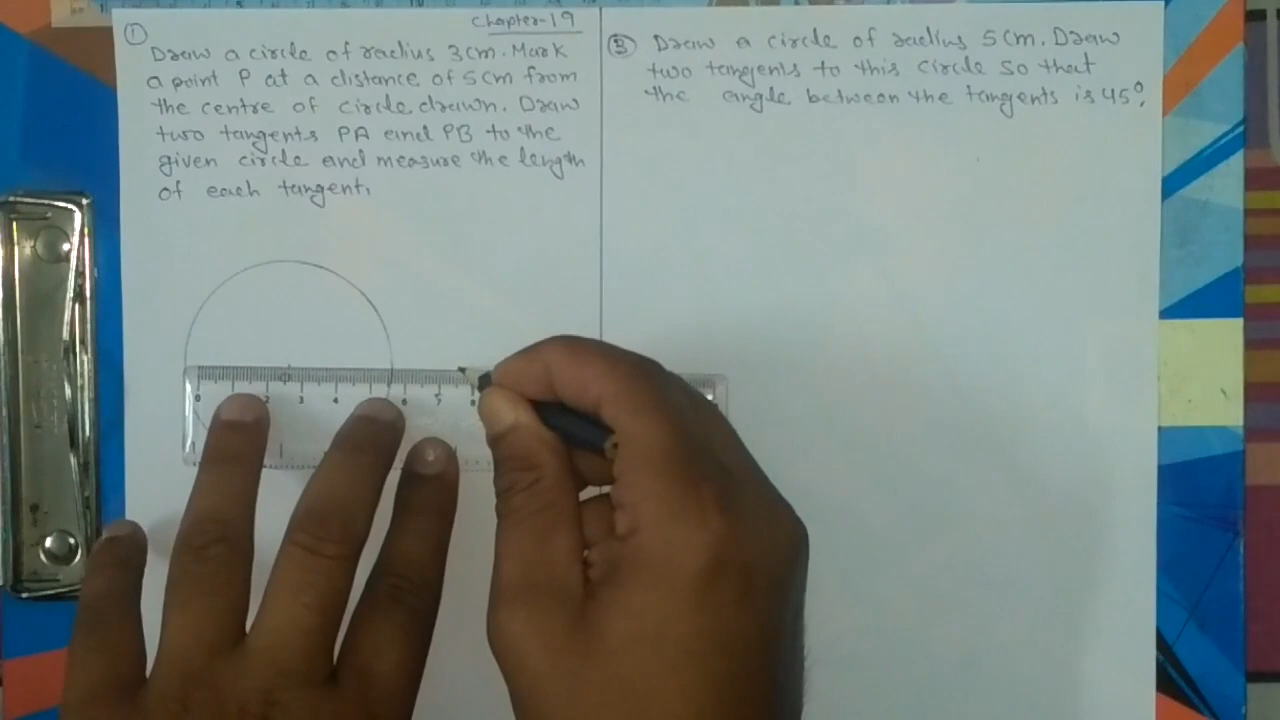 Chapter-19
①
Draw a circle of radius 3cm. Mark
a point P at a distance of 5cm from
the centre of circle drawn. Draw
two tangents PA and PB to the
given circle and measure the length
of each tangent.
③ Draw a circle of radius 5cm. Draw
two tangents to this circle so that
the angle between the tangents is 45°.
0 2 3 4 6 7 8